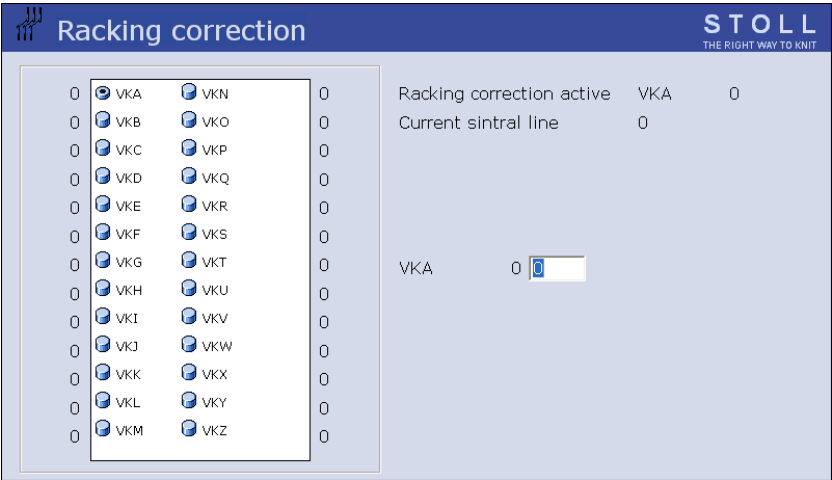 Racking correction
STOLL
THE RIGHT WAY TO KNIT
0 VKA VKN 0
0 VKB VKO 0
0 VKC VKP 0
0 VKD VKQ 0
0 VKE VKR 0
0 VKF VKS 0
0 VKG VKT 0
0 VKH VKU 0
0 VKI VKV 0
0 VKJ VKW 0
0 VKK VKX 0
0 VKL VKY 0
0 VKM VKZ 0
Racking correction active VKA 0
Current sintral line 0
VKA 0 0